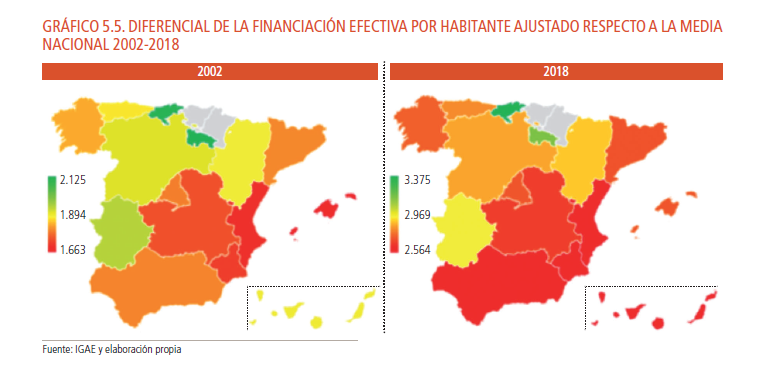 GRÁFICO 5.5. DIFERENCIAL DE LA FINANCIACIÓN EFECTIVA POR HABITANTE AJUSTADO RESPECTO A LA MEDIA
NACIONAL 2002-2018
2002
2018
2.125
1.894
1.663
3.375
2.969
2.564
Fuente: IGAE y elaboración propia